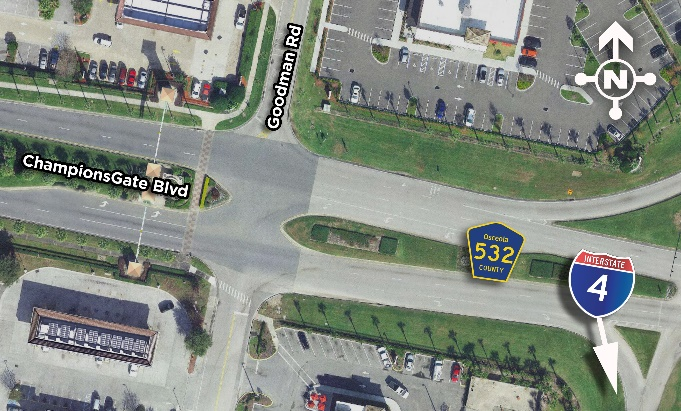 Goodman Rd
N
ChampionsGate Blvd
Osceola
532
COUNTY
INTERSTATE
4